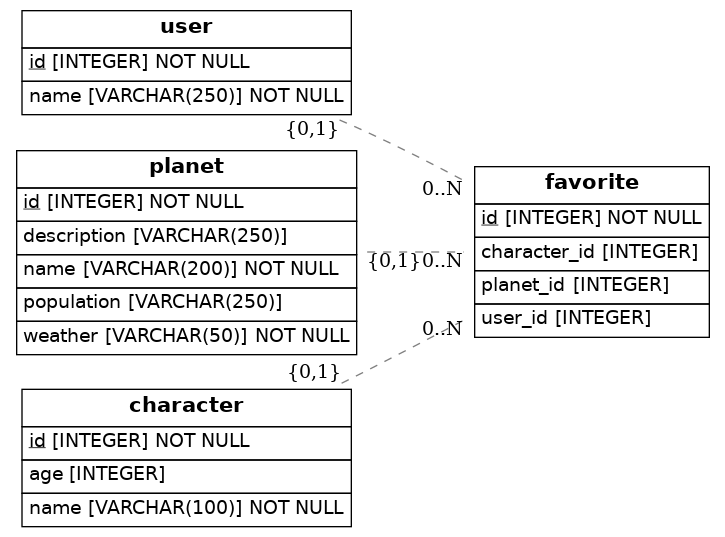 user
id [INTEGER] NOT NULL
name [VARCHAR(250)] NOT NULL
{0,1}
planet
id [INTEGER] NOT NULL
description [VARCHAR(250)]
name [VARCHAR(200)] NOT NULL
population [VARCHAR(250)]
weather [VARCHAR(50)] NOT NULL
0..N
{0,1}0..N
0..N
favorite
id [INTEGER] NOT NULL
character_id [INTEGER]
planet_id [INTEGER]
user_id [INTEGER]
{0,1}
character
id [INTEGER] NOT NULL
age [INTEGER]
name [VARCHAR(100)] NOT NULL